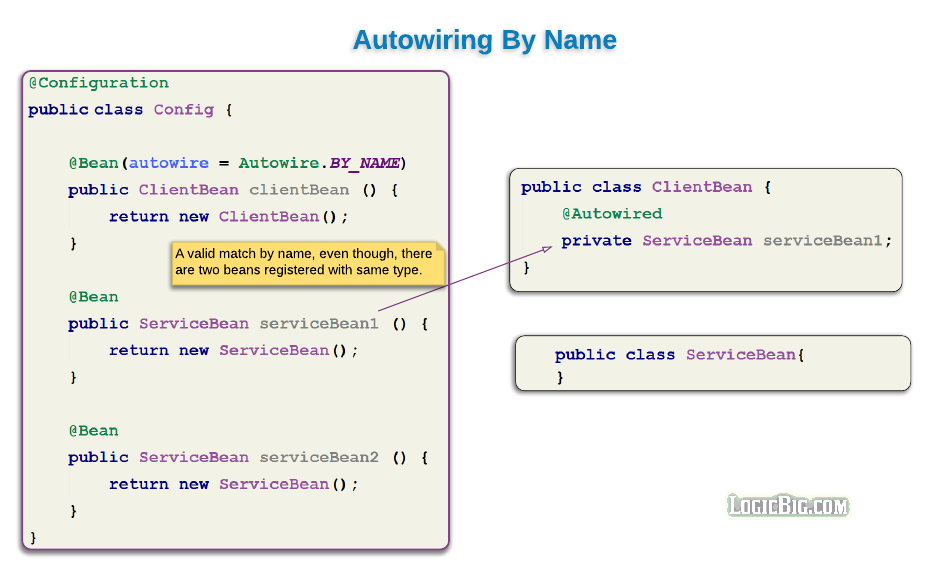 Autowiring By Name
@Configuration
public class Config {
@Bean(autowire = Autowire.BY_NAME)
public ClientBean clientBean () {
return new ClientBean();
}
A valid match by name, even though, there
are two beans registered with same type.
@Bean
public ServiceBean serviceBean1 () {
return new ServiceBean();
}
@Bean
public ServiceBean serviceBean2 () {
return new ServiceBean();
}
}
public class ClientBean {
@Autowired
private ServiceBean serviceBean1;
}
public class ServiceBean{
}
LOGICBIG.COM